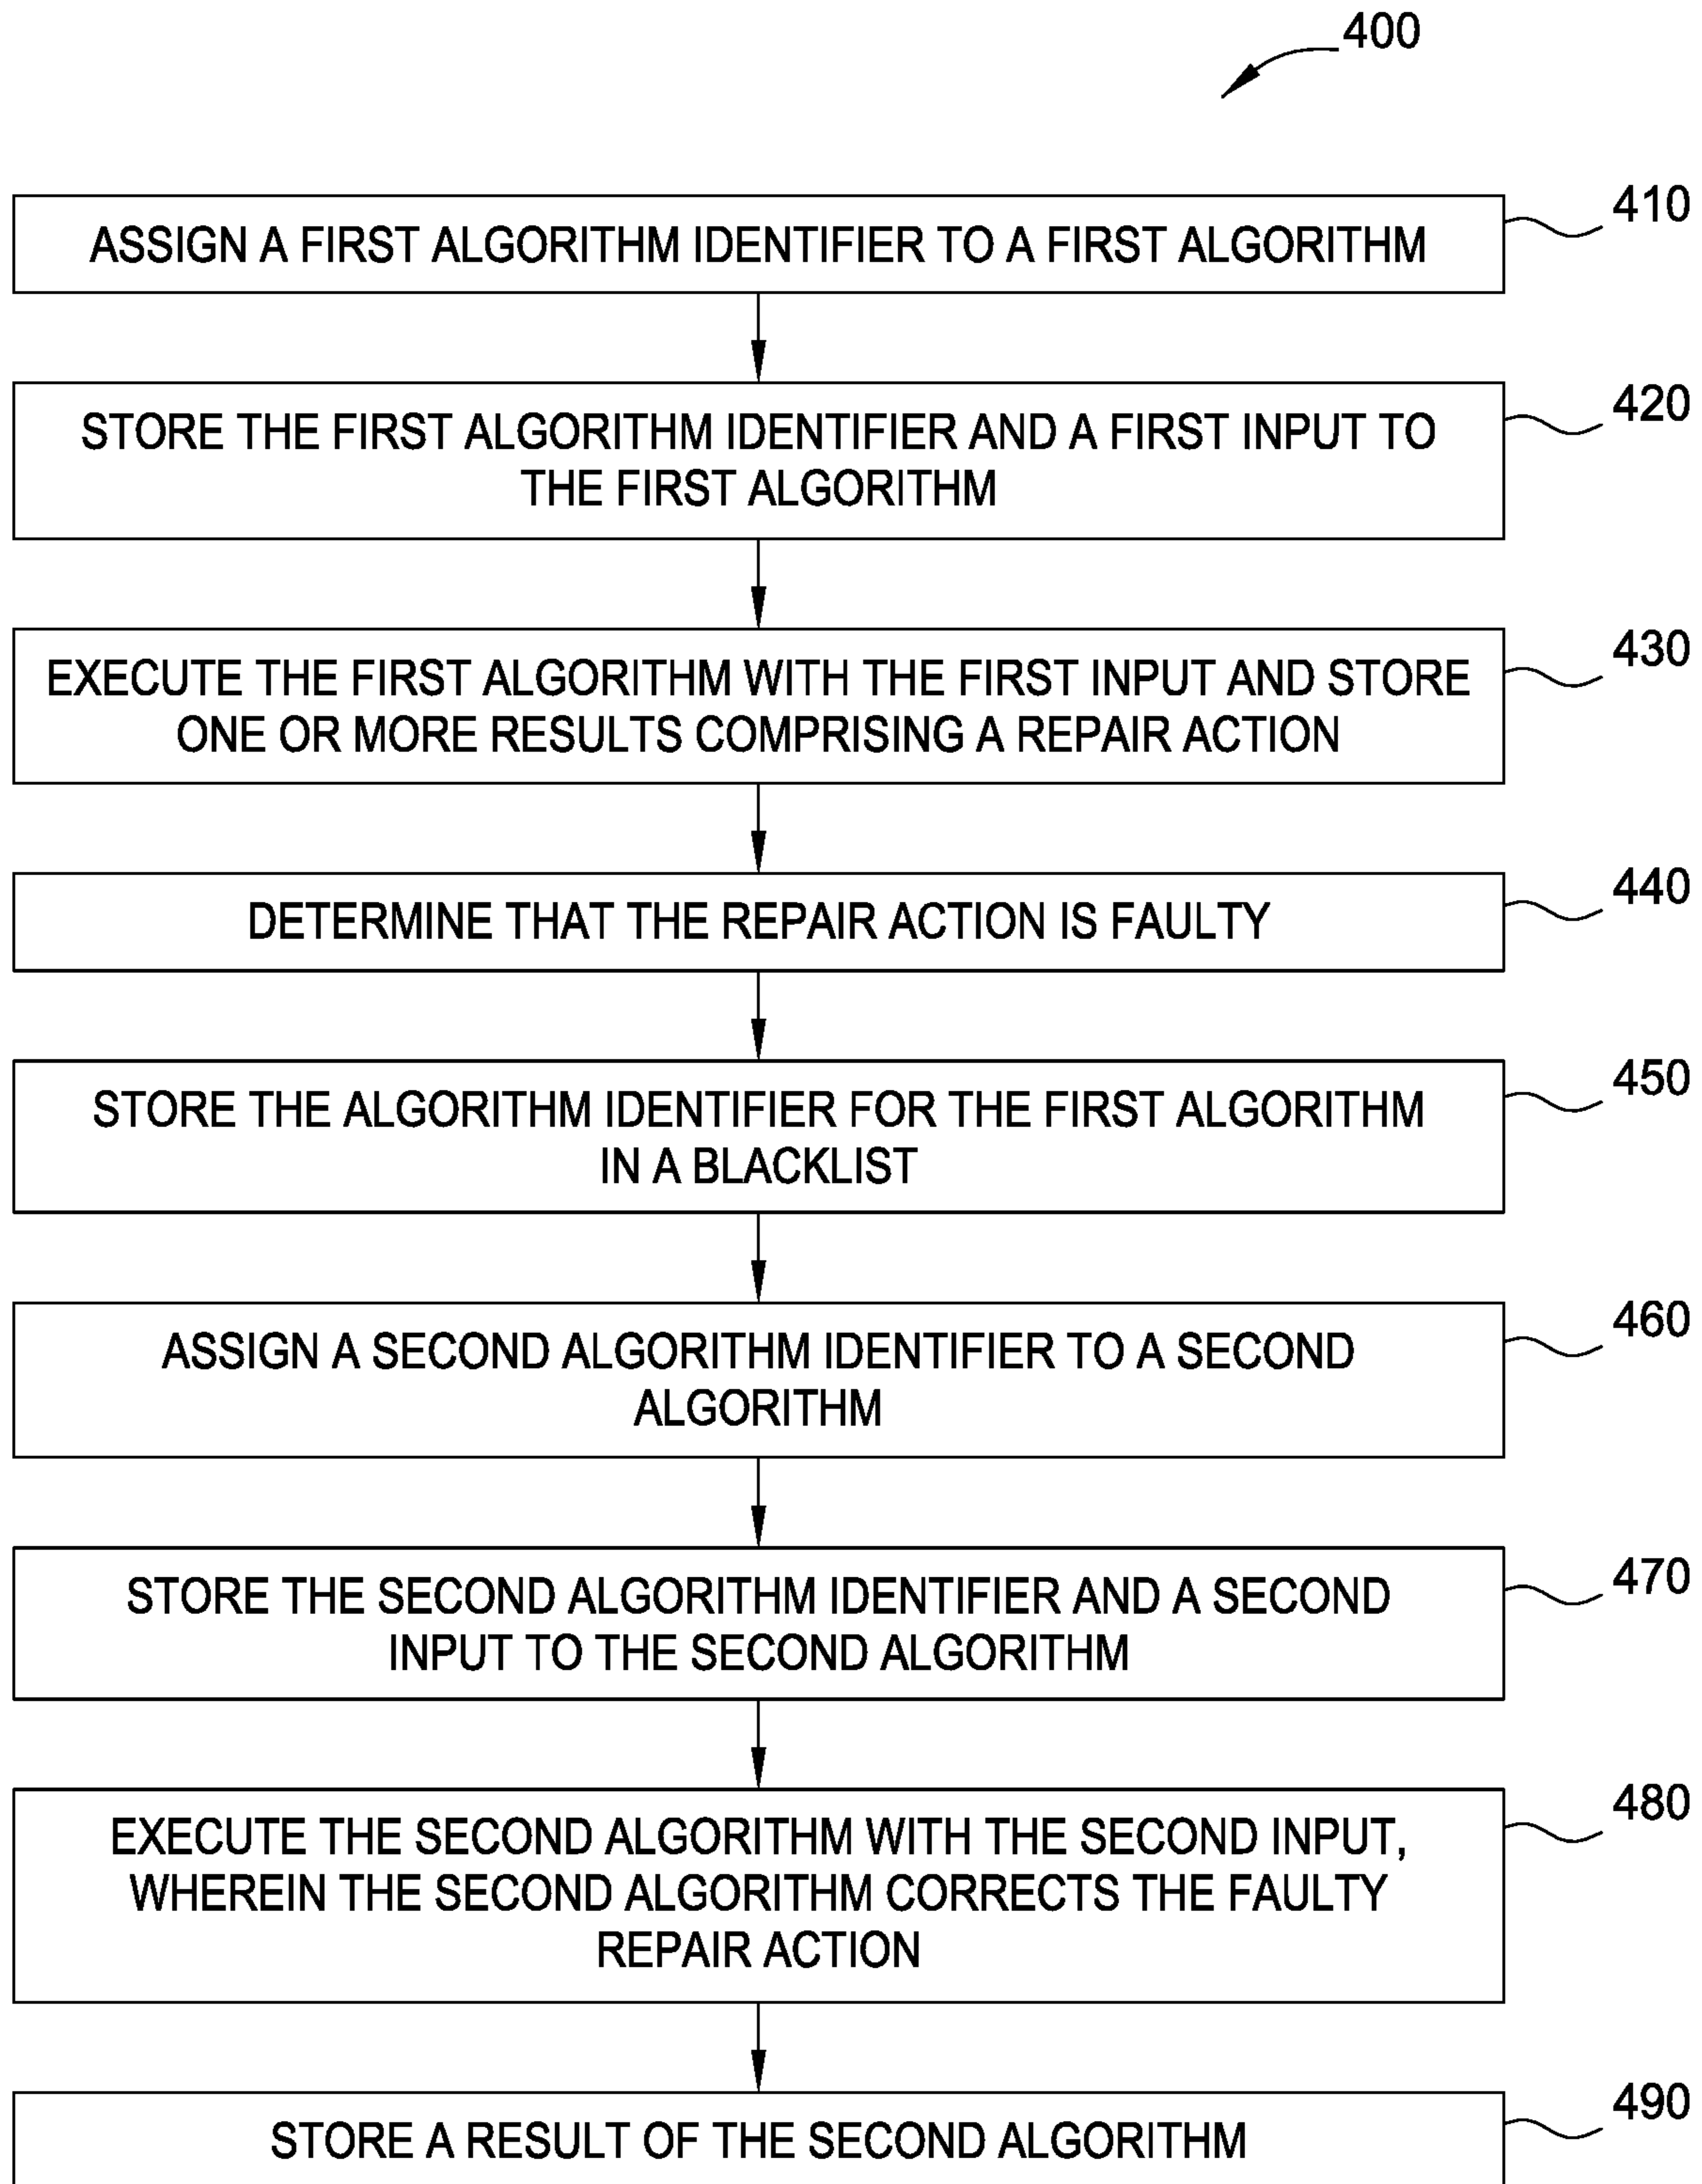 400
410
ASSIGN A FIRST ALGORITHM IDENTIFIER TO A FIRST ALGORITHM
420
STORE THE FIRST ALGORITHM IDENTIFIER AND A FIRST INPUT TO
THE FIRST ALGORITHM
430
EXECUTE THE FIRST ALGORITHM WITH THE FIRST INPUT AND STORE
ONE OR MORE RESULTS COMPRISING A REPAIR ACTION
440
DETERMINE THAT THE REPAIR ACTION IS FAULTY
450
STORE THE ALGORITHM IDENTIFIER FOR THE FIRST ALGORITHM
IN A BLACKLIST
460
ASSIGN A SECOND ALGORITHM IDENTIFIER TO A SECOND
ALGORITHM
470
STORE THE SECOND ALGORITHM IDENTIFIER AND A SECOND
INPUT TO THE SECOND ALGORITHM
480
EXECUTE THE SECOND ALGORITHM WITH THE SECOND INPUT,
WHEREIN THE SECOND ALGORITHM CORRECTS THE FAULTY
REPAIR ACTION
490
STORE A RESULT OF THE SECOND ALGORITHM